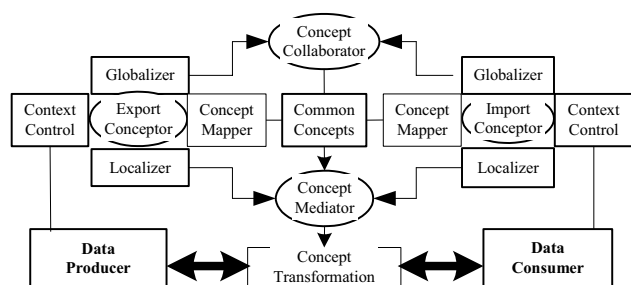 Concept
Collaborator
Globalizer
Globalizer
Context
Control
Export
Conceptor
Concept
Mapper
Common
Concepts
Concept
Mapper
Import
Conceptor
Context
Control
Localizer
Localizer
Concept
Mediator
Data
Producer
Concept
Transformation
Data
Consumer